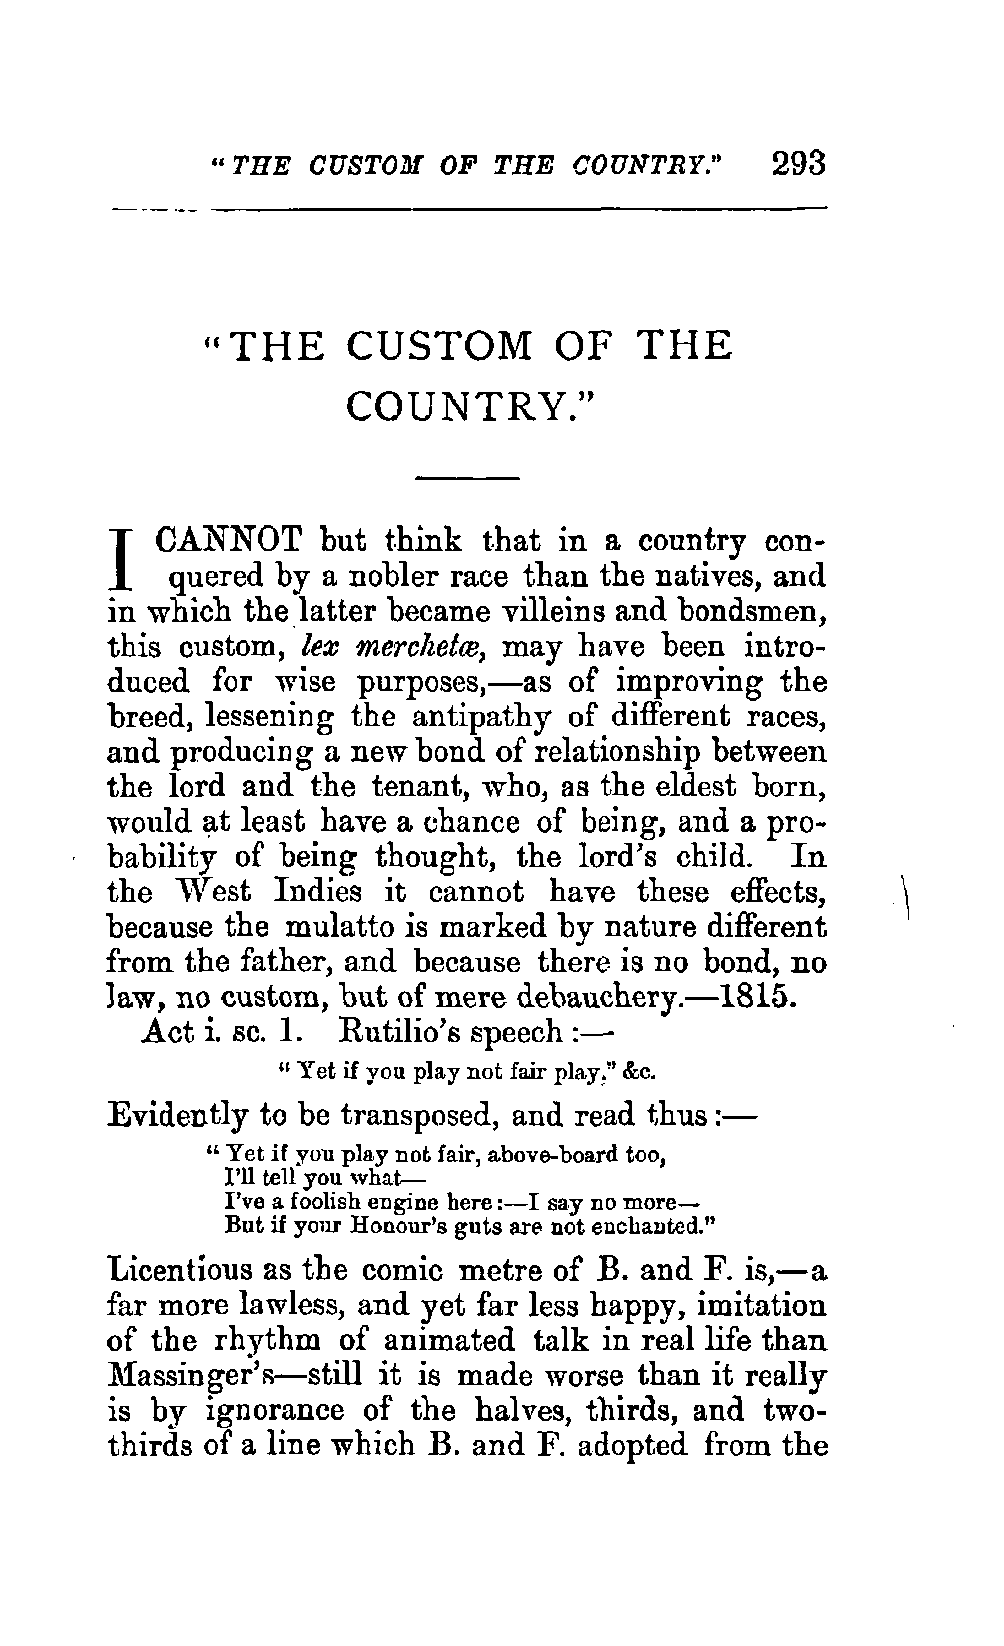 “THE CUSTOM OF THE COUNTRY.” 293
“THE CUSTOM OF THE
COUNTRY.”
I CANNOT but think that in a country con-
quered by a nobler race than the natives, and
in which the latter became villeins and bondsmen,
this custom, lex merchetæ, may have been intro-
duced for wise purposes,—as of improving the
breed, lessening the antipathy of different races,
and producing a new bond of relationship between
the lord and the tenant, who, as the eldest born,
would at least have a chance of being, and a pro-
bability of being thought, the lord’s child. In
the West Indies it cannot have these effects,
because the mulatto is marked by nature different
from the father, and because there is no bond, no
law, no custom, but of mere debauchery.—1815.
Act i. sc. 1. Rutilio’s speech :—
“Yet if you play not fair play,” &c.
Evidently to be transposed, and read thus :—
“Yet if you play not fair, above-board too,
I’ll tell you what—
I’ve a foolish engine here :—I say no more—
But if your Honour’s guts are not enchanted.”
Licentious as the comic metre of B. and F. is,—a
far more lawless, and yet far less happy, imitation
of the rhythm of animated talk in real life than
Massinger’s—still it is made worse than it really
is by ignorance of the halves, thirds, and two-
thirds of a line which B. and F. adopted from the